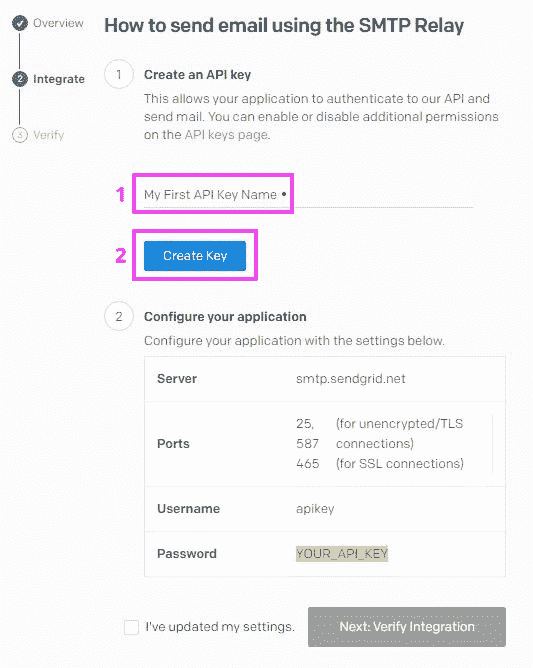 Overview
How to send email using the SMTP Relay
2 Integrate
1 Create an API key
This allows your application to authenticate to our API and
send mail. You can enable or disable additional permissions
on the API keys page.
3 Verify
1 My First API Key Name •
2 Create Key
2 Configure your application
Configure your application with the settings below.
Server smtp.sendgrid.net
Ports 25, (for unencrypted/TLS
587 connections)
465 (for SSL connections)
Username apikey
Password YOUR_API_KEY
I've updated my settings. Next: Verify Integration